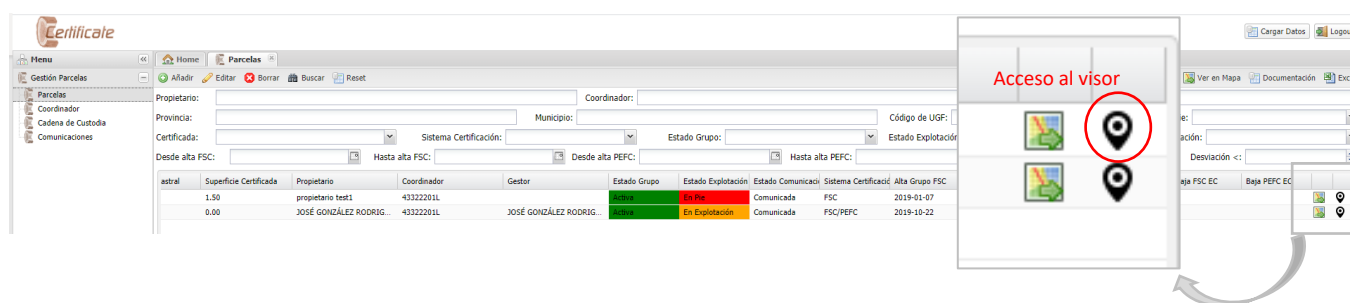 Certificate
Cargar Datos Logou
Menu
Home Parcelas
Acceso al visor
Gestión Parcelas
Añadir Editar Borrar Buscar Reset
Ver en Mapa Documentación Exc
Parcelas
Coordinador
Cadena de Custodia
Comunicaciones
Propietario: Coordinador:
Provincia: Municipio: Código de UGF: e:
Certificada: Sistema Certificación: Estado Grupo: Estado Explotación ación:
Desde alta FSC: Hasta alta FSC: Desde alta PEFC: Hasta alta PEFC: Desviación <:
astral Superficie Certificada Propietario Coordinador Gestor Estado Grupo Estado Explotación Estado Comunicació Sistema Certificació Alta Grupo FSC aja FSC EC Baja PEFC EC
1.50 propietario test1 43322201L Activa En Pie Comunicada FSC 2019-01-07
0.00 JOSÉ GONZÁLEZ RODRIG... 43322201L JOSÉ GONZÁLEZ RODRIG... Activa En Explotación Comunicada FSC/PEFC 2019-10-22